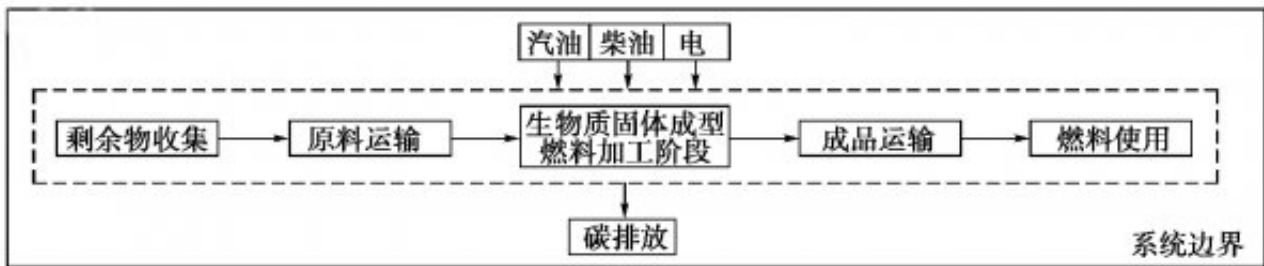 汽油 柴油 电
剩余物收集 原料运输 生物质固体成型 成品运输 燃料使用
燃料加工阶段
碳排放
系统边界